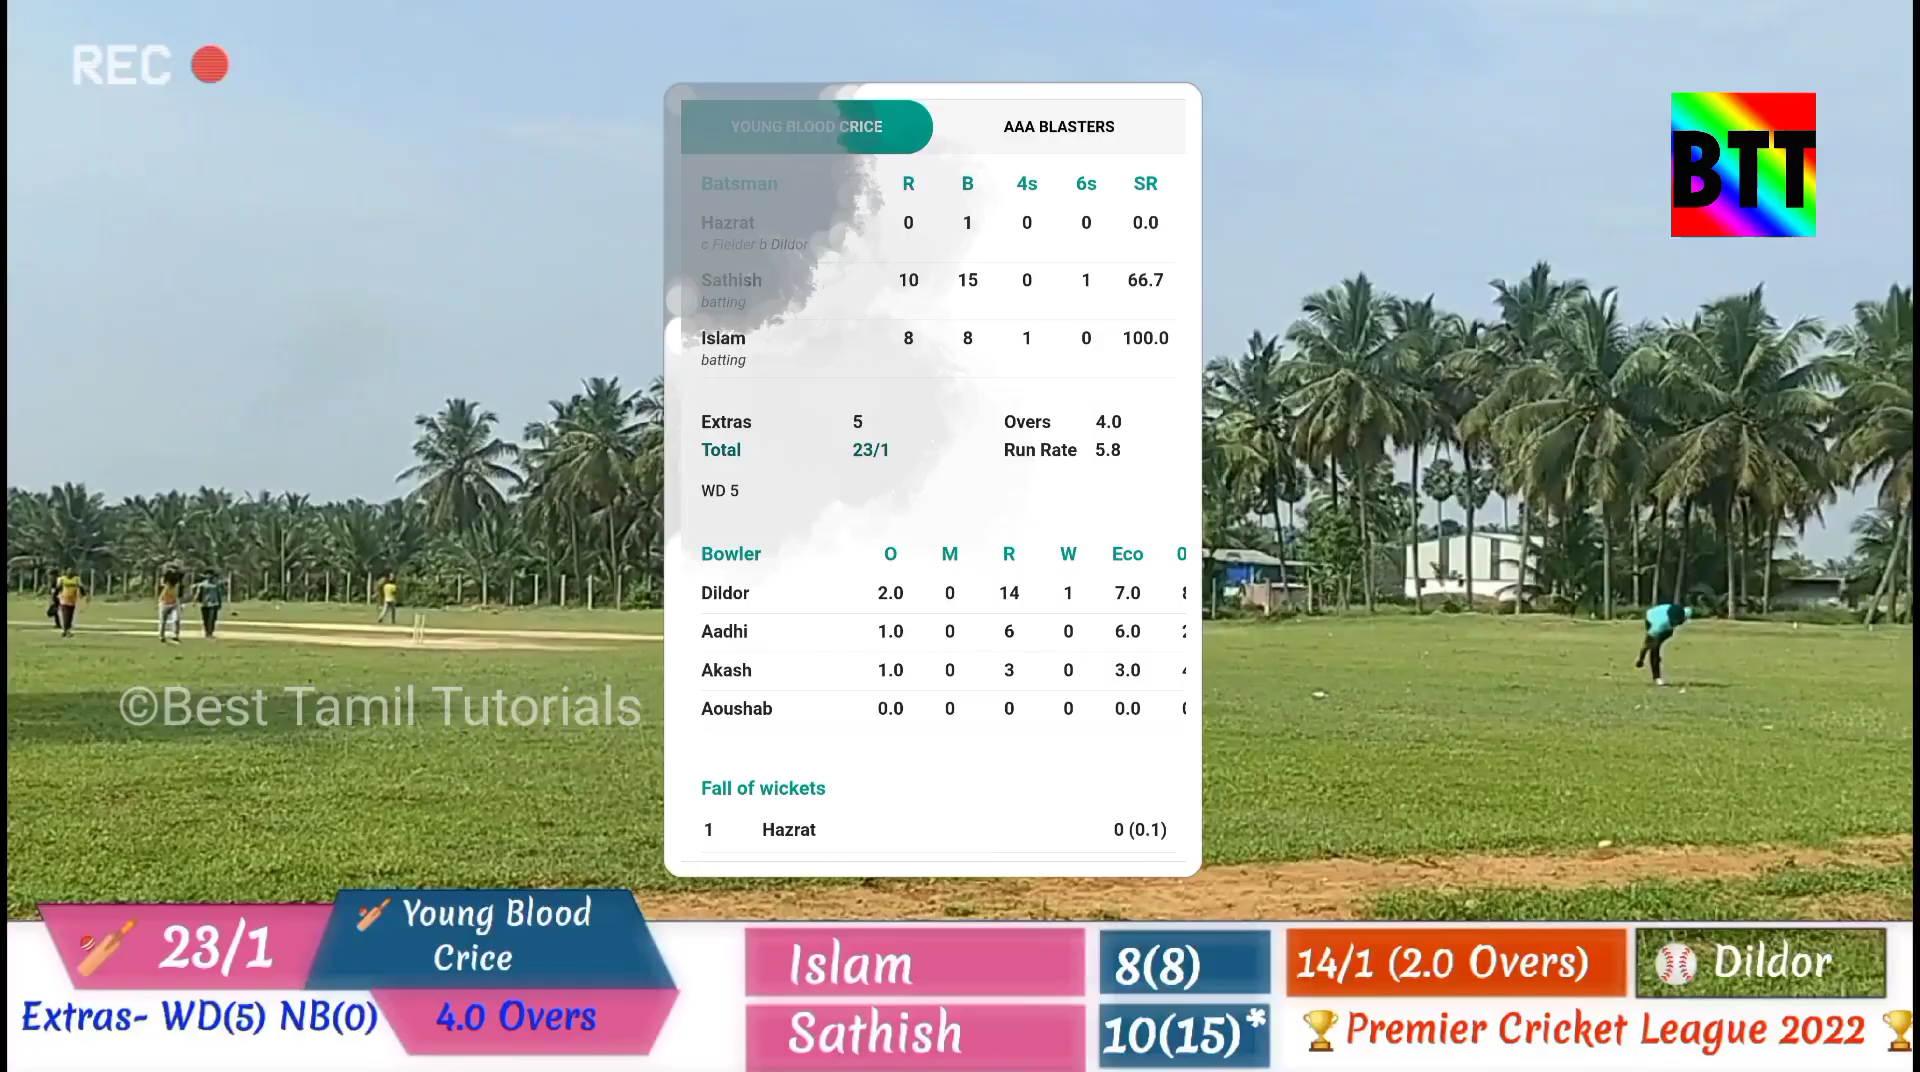 REC
BTT
YOUNG BLOOD CRICE AAA BLASTERS
Batsman R B 4s 6s SR
Hazrat 0 1 0 0 0.0
c Fielder b Dildor
Sathish 10 15 0 1 66.7
batting
Islam 8 8 1 0 100.0
batting
Extras 5 Overs 4.0
Total 23/1 Run Rate 5.8
WD 5
Bowler O M R W Eco
Dildor 2.0 0 14 1 7.0
Aadhi 1.0 0 6 0 6.0
Akash 1.0 0 3 0 3.0
Aoushab 0.0 0 0 0 0.0
Fall of wickets
1 Hazrat 0 (0.1)
©Best Tamil Tutorials
23/1
Young Blood
Crice
Extras- WD(5) NB(0)
4.0 Overs
Islam 8(8)
Sathish 10(15)*
14/1 (2.0 Overs) Dildor
Premier Cricket League 2022